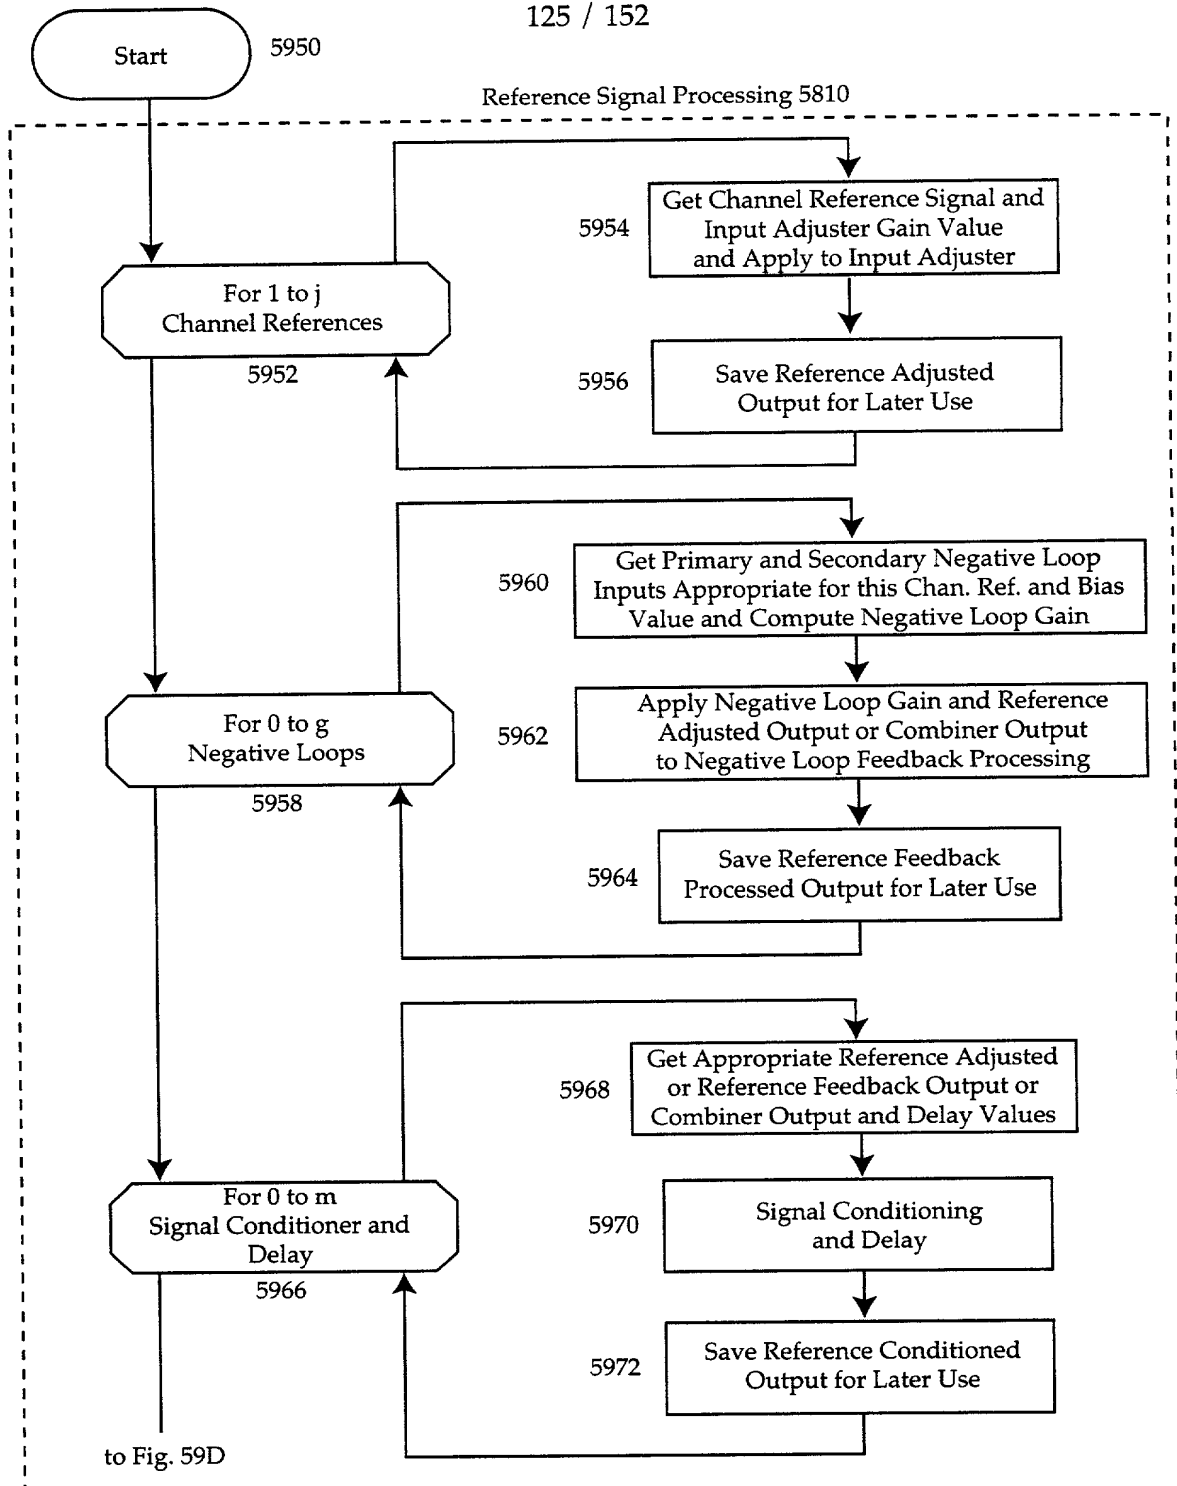 125 / 152
Start
5950
Reference Signal Processing 5810
Get Channel Reference Signal and
Input Adjuster Gain Value
and Apply to Input Adjuster
5954
For 1 to j
Channel References
5952
5956
Save Reference Adjusted
Output for Later Use
5960
Get Primary and Secondary Negative Loop
Inputs Appropriate for this Chan. Ref. and Bias
Value and Compute Negative Loop Gain
For 0 to g
Negative Loops
5958
5962
Apply Negative Loop Gain and Reference
Adjusted Output or Combiner Output
to Negative Loop Feedback Processing
5964
Save Reference Feedback
Processed Output for Later Use
5968
Get Appropriate Reference Adjusted
or Reference Feedback Output or
Combiner Output and Delay Values
For 0 to m
Signal Conditioner and
Delay
5966
5970
Signal Conditioning
and Delay
5972
Save Reference Conditioned
Output for Later Use
to Fig. 59D